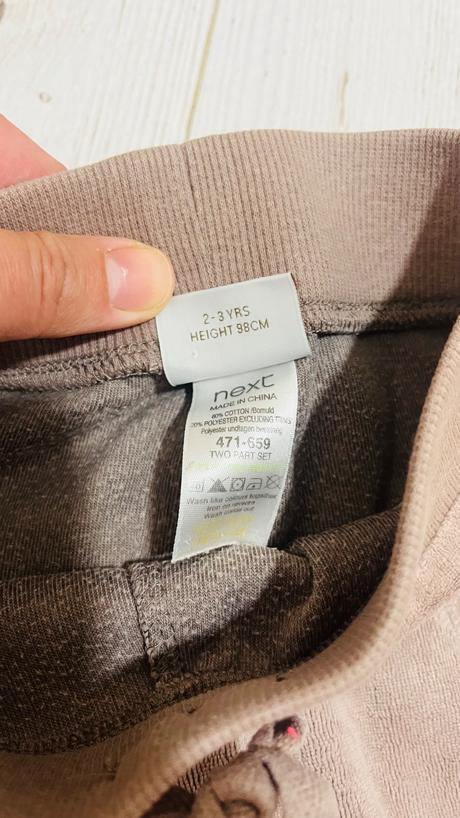 2-3 YRS
HEIGHT 98CM
next
MADE IN CHINA
80% COTTON /Bomuld
20% POLYESTER EXCLUDING TRIMS
Polyester undtagen
471-659
TWO PART SET
40
Wash like colours together
Iron on reverse
Wash inside out